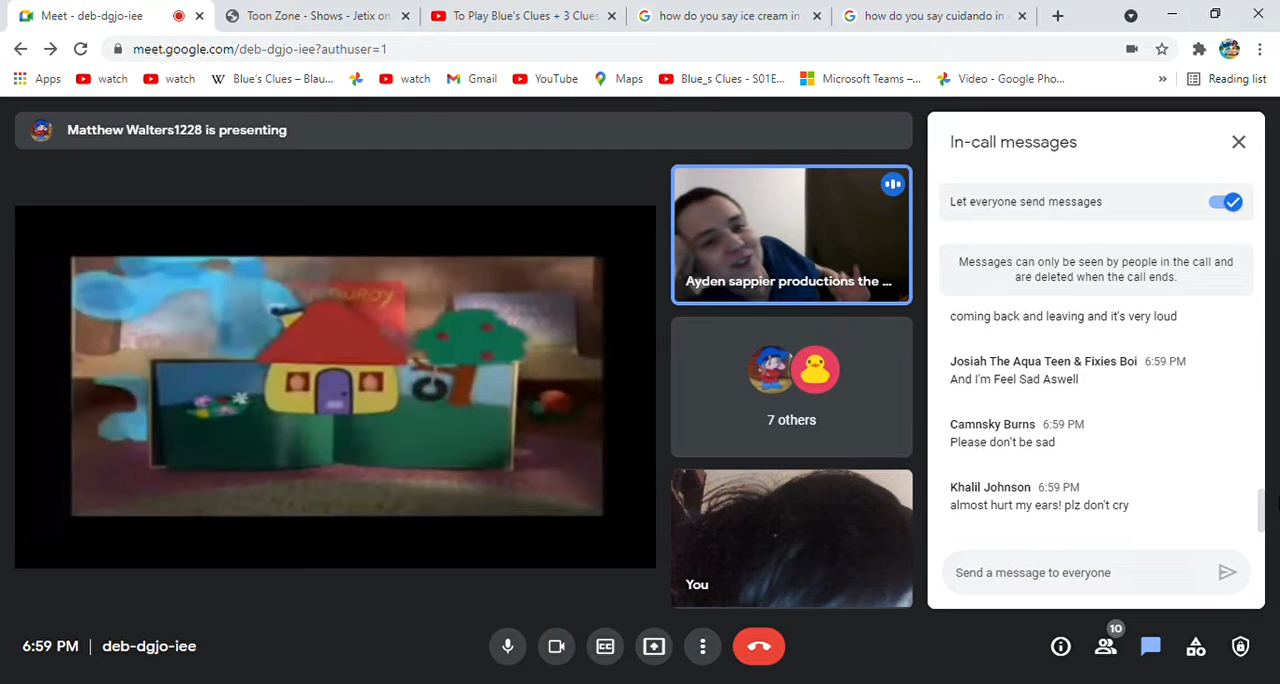 Meet - deb-dgjo-iee
Toon Zone - Shows - Jetix on
To Play Blue's Clues + 3 Clues
how do you say ice cream in
how do you say cuidando in
meet.google.com/deb-dgjo-iee?authuser=1
Apps
watch
watch
Blue's Clues – Blau...
watch
Gmail
YouTube
Maps
Blue_s Clues - S01E...
Microsoft Teams –...
Video - Google Pho...
»
Reading list
Matthew Walters1228 is presenting
Ayden sappier productions the ...
7 others
You
In-call messages
Let everyone send messages
Messages can only be seen by people in the call and
are deleted when the call ends.
coming back and leaving and it's very loud
Josiah The Aqua Teen & Fixies Boi 6:59 PM
And I'm Feel Sad Aswell
Camnsky Burns 6:59 PM
Please don't be sad
Khalil Johnson 6:59 PM
almost hurt my ears! plz don't cry
Send a message to everyone
6:59 PM | deb-dgjo-iee
CC
10